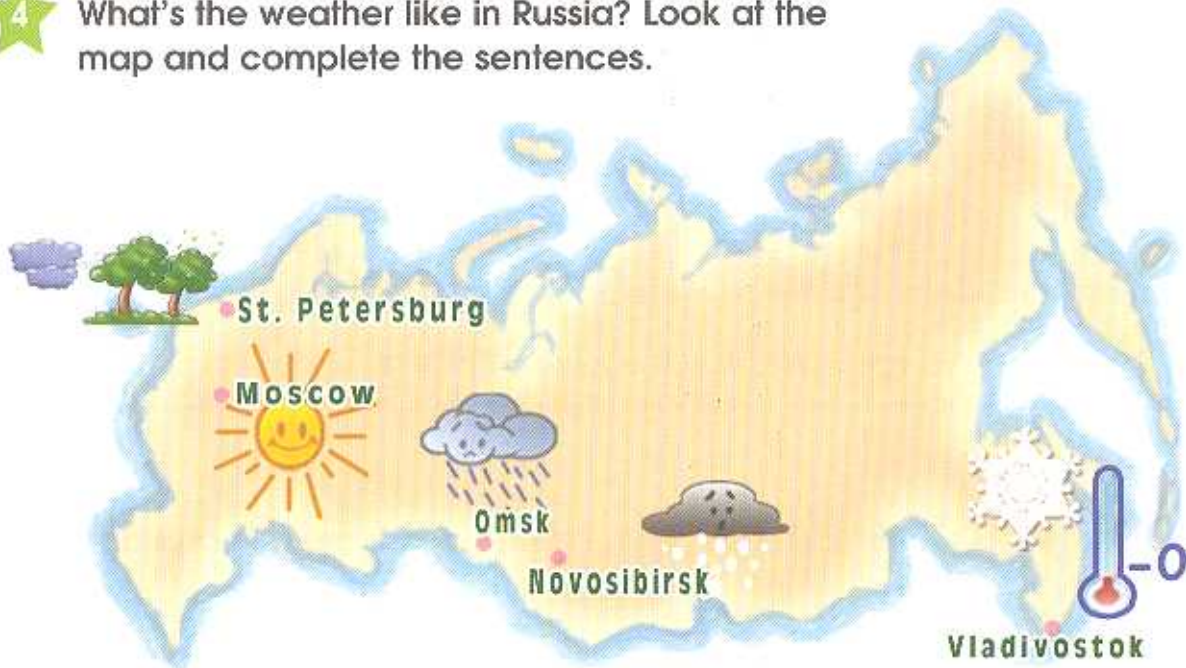 4
What's the weather like in Russia? Look at the
map and complete the sentences.
St. Petersburg
Moscow
Omsk
Novosibirsk
-0
Vladivostok